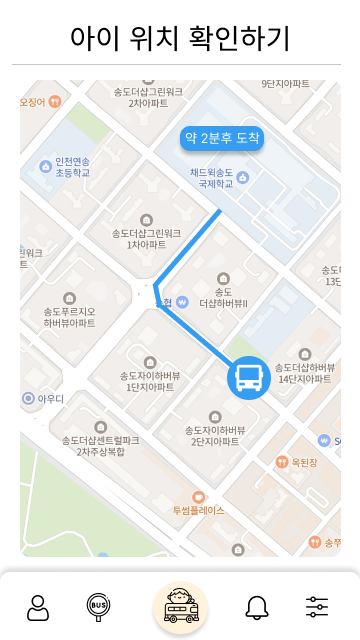 아이 위치 확인하기
9단지아파트
송도더샵그린워크
2차아파트
오징어
약 2분후 도착
인천연송
초등학교
채드윅송도
국제학교
송도더샵그린워크
1차아파트
송도
더샵하버뷰II
농협
송도푸르지오
하버뷰아파트
송도더샵하버뷰
14단지아파트
송도자이하버뷰
1단지아파트
아우디
송도더샵센트럴파크
2차주상복합
송도자이하버뷰
2단지아파트
옥된장
투썸플레이스
BUS